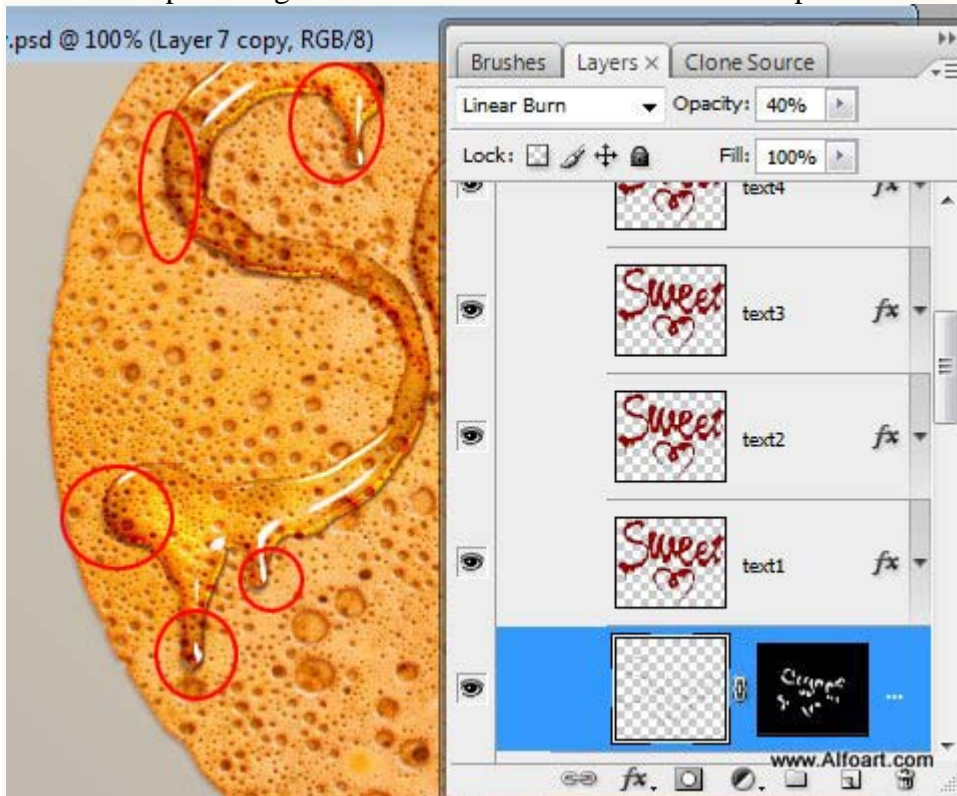 .psd @ 100% (Layer 7 copy, RGB/8)
Brushes Layers × Clone Source
Linear Burn Opacity: 40%
Lock: Fill: 100%
text4 fx
Sweet
text3 fx
Sweet
text2 fx
Sweet
text1 fx
...
www.Alfoart.com
fx.